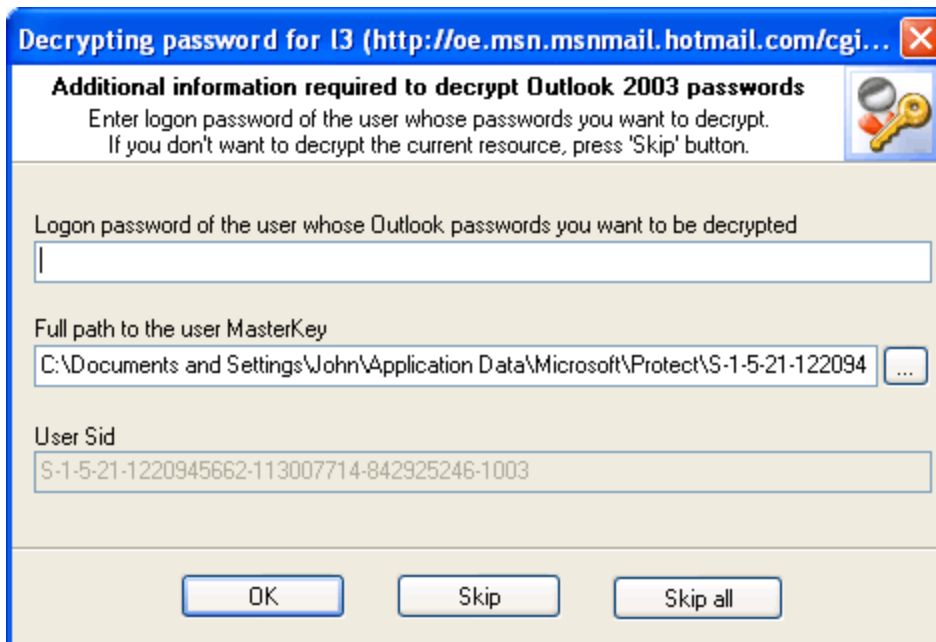 Decrypting password for l3 (http://oe.msn.msnmail.hotmail.com/cgi...
Additional information required to decrypt Outlook 2003 passwords
Enter logon password of the user whose passwords you want to decrypt.
If you don't want to decrypt the current resource, press 'Skip' button.
Logon password of the user whose Outlook passwords you want to be decrypted
Full path to the user MasterKey
C:\Documents and Settings\John\Application Data\Microsoft\Protect\S-1-5-21-122094
...
User Sid
S-1-5-21-1220945662-113007714-842925246-1003
OK
Skip
Skip all